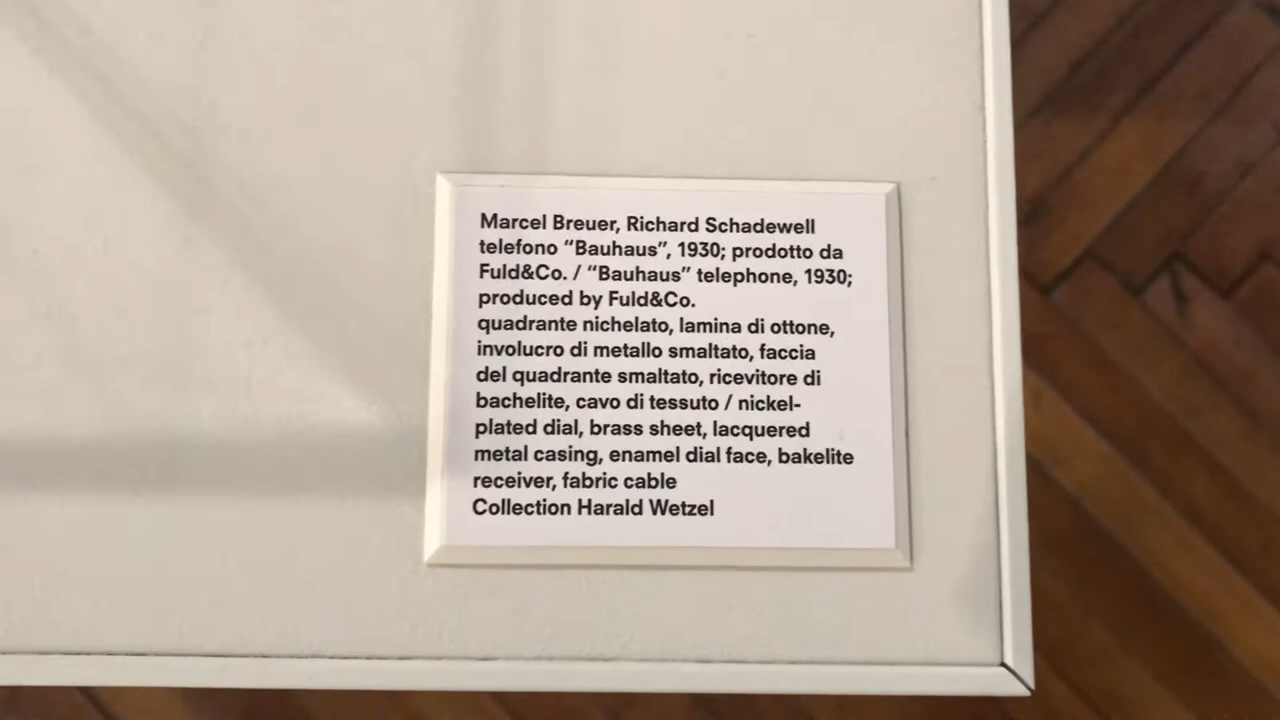 Marcel Breuer, Richard Schadewell
telefono “Bauhaus”, 1930; prodotto da
Fuld&Co. / “Bauhaus” telephone, 1930;
produced by Fuld&Co.
quadrante nichelato, lamina di ottone,
involucro di metallo smaltato, faccia
del quadrante smaltato, ricevitore di
bachelite, cavo di tessuto / nickel-
plated dial, brass sheet, lacquered
metal casing, enamel dial face, bakelite
receiver, fabric cable
Collection Harald Wetzel